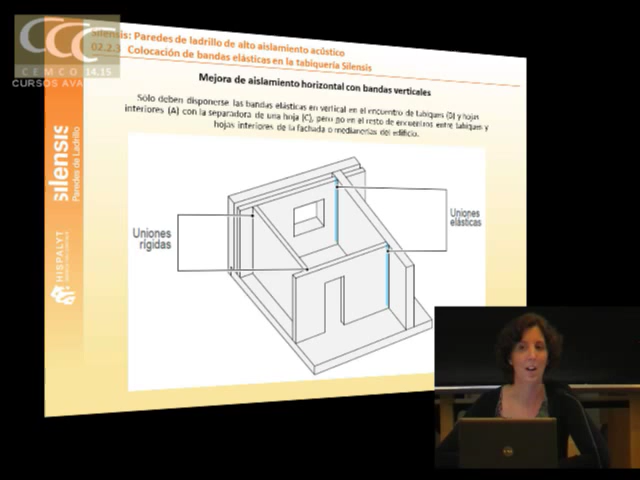 CCC
CEMCO 14.15
CURSOS AVA
Silensis: Paredes de ladrillo de alto aislamiento acústico
02.2.3 Colocación de bandas elásticas en la tabiquería Silensis
Mejora de aislamiento horizontal con bandas verticales
Sólo deben disponerse las bandas elásticas en vertical en el encuentro de tabiques (B) y hojas
interiores (A) con la separadora de una hoja (C), pero no en el resto de encuentros entre tabiques y
hojas interiores de la fachada o medianerías del edificio.
Uniones
rígidas
Uniones
elásticas
silensis
Paredes de Ladrillo
HISPALYT
DELL